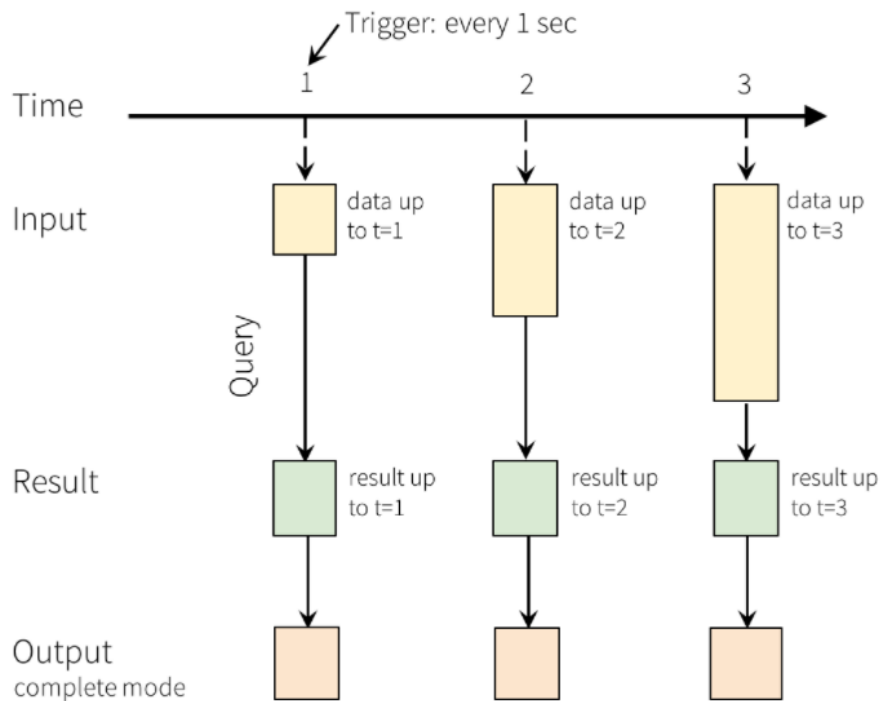 Trigger: every 1 sec
1
2
3
Time
Input
data up
to t=1
data up
to t=2
data up
to t=3
Query
Result
result up
to t=1
result up
to t=2
result up
to t=3
Output
complete mode